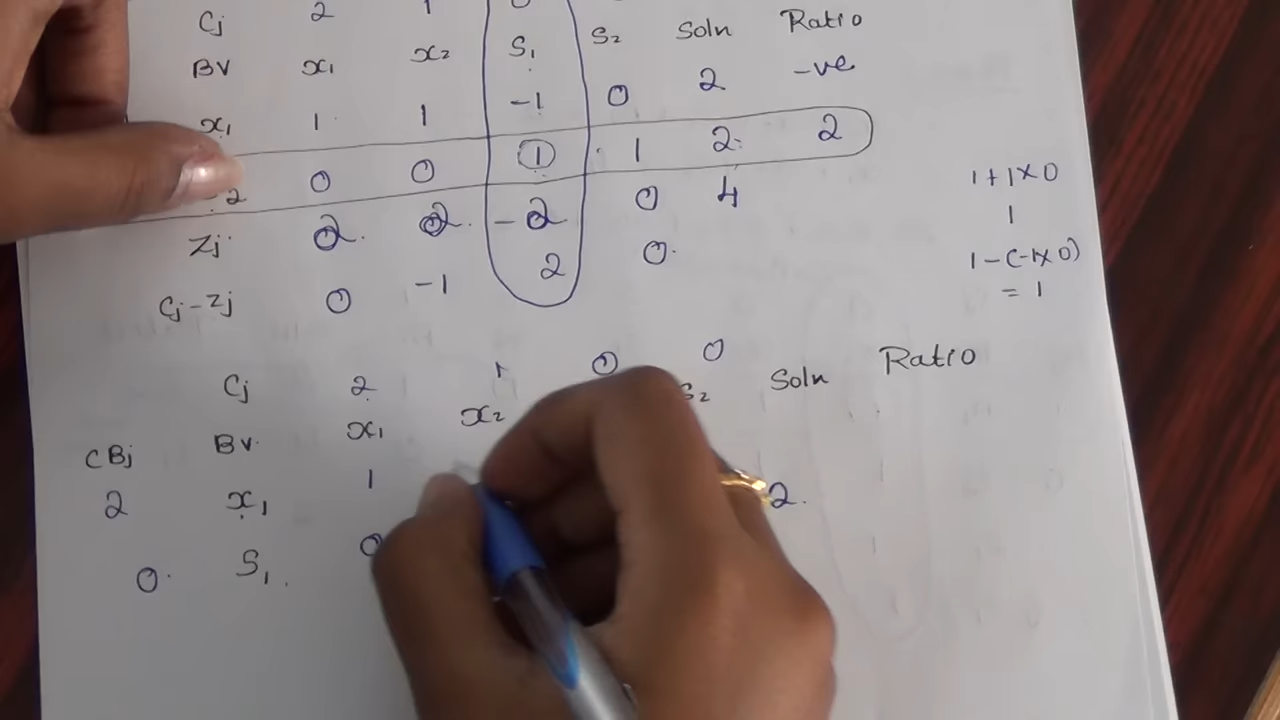 Cj 2 1 0
BV x₁ x₂ S₁ S₂ Soln Ratio
x₁ 1 1 -1 0 2 -ve
2 0 0 1 1 2 2
Zj 2 2 -2 0 4
Cj-Zj 0 -1 2 0
1+1×0
1
1-(-1×0)
= 1
Cj 2 1 0 0
CBj BV x₁ x₂ S₂ Soln Ratio
2 x₁ 1 2
0 S₁ 0